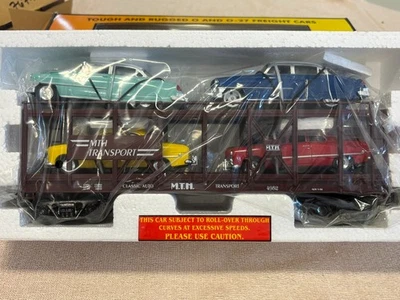 TOUGH AND RUGGED O AND O-27 FREIGHT CARS
MTH
TRANSPORT
M.T.H.
CLASSIC AUTO M.T.H. TRANSPORT
THIS CAR SUBJECT TO ROLL-OVER THROUGH
CURVES AT EXCESSIVE SPEEDS.
PLEASE USE CAUTION.